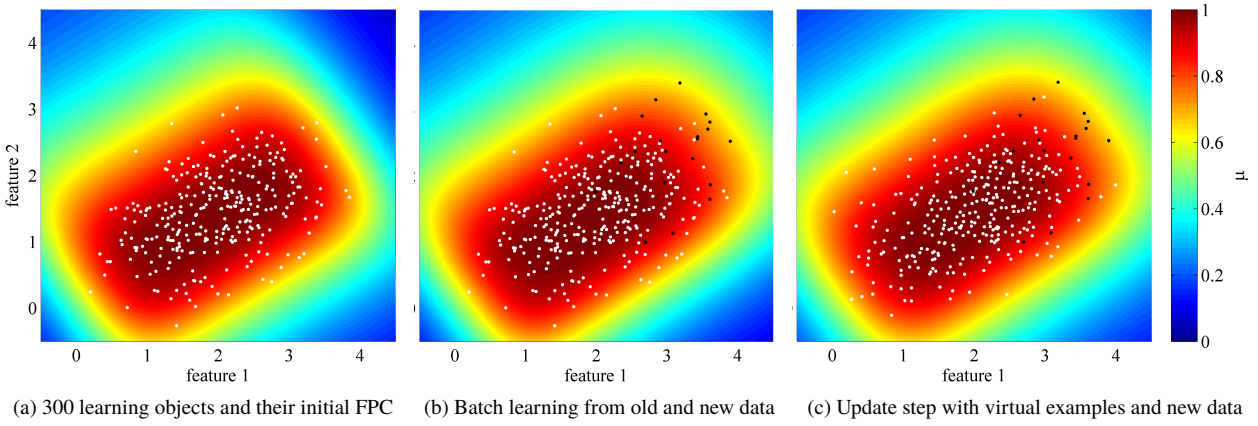 4
3
2
1
0
feature 2
0 1 2 3 4
feature 1
0 1 2 3 4
feature 1
0 1 2 3 4
feature 1
1
0.8
0.6
0.4
0.2
0
μ
(a) 300 learning objects and their initial FPC
(b) Batch learning from old and new data
(c) Update step with virtual examples and new data